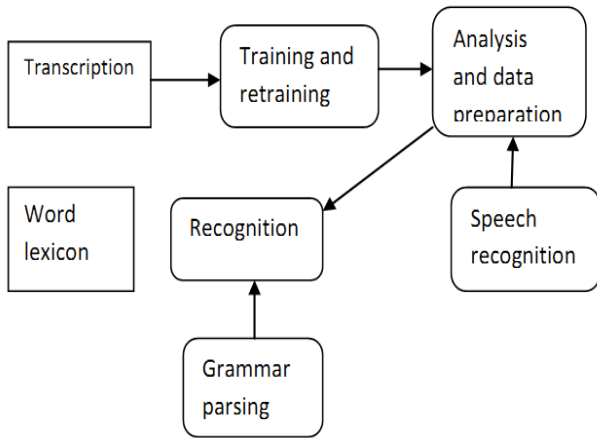 Transcription
Training and
retraining
Analysis
and data
preparation
Word
lexicon
Recognition
Speech
recognition
Grammar
parsing